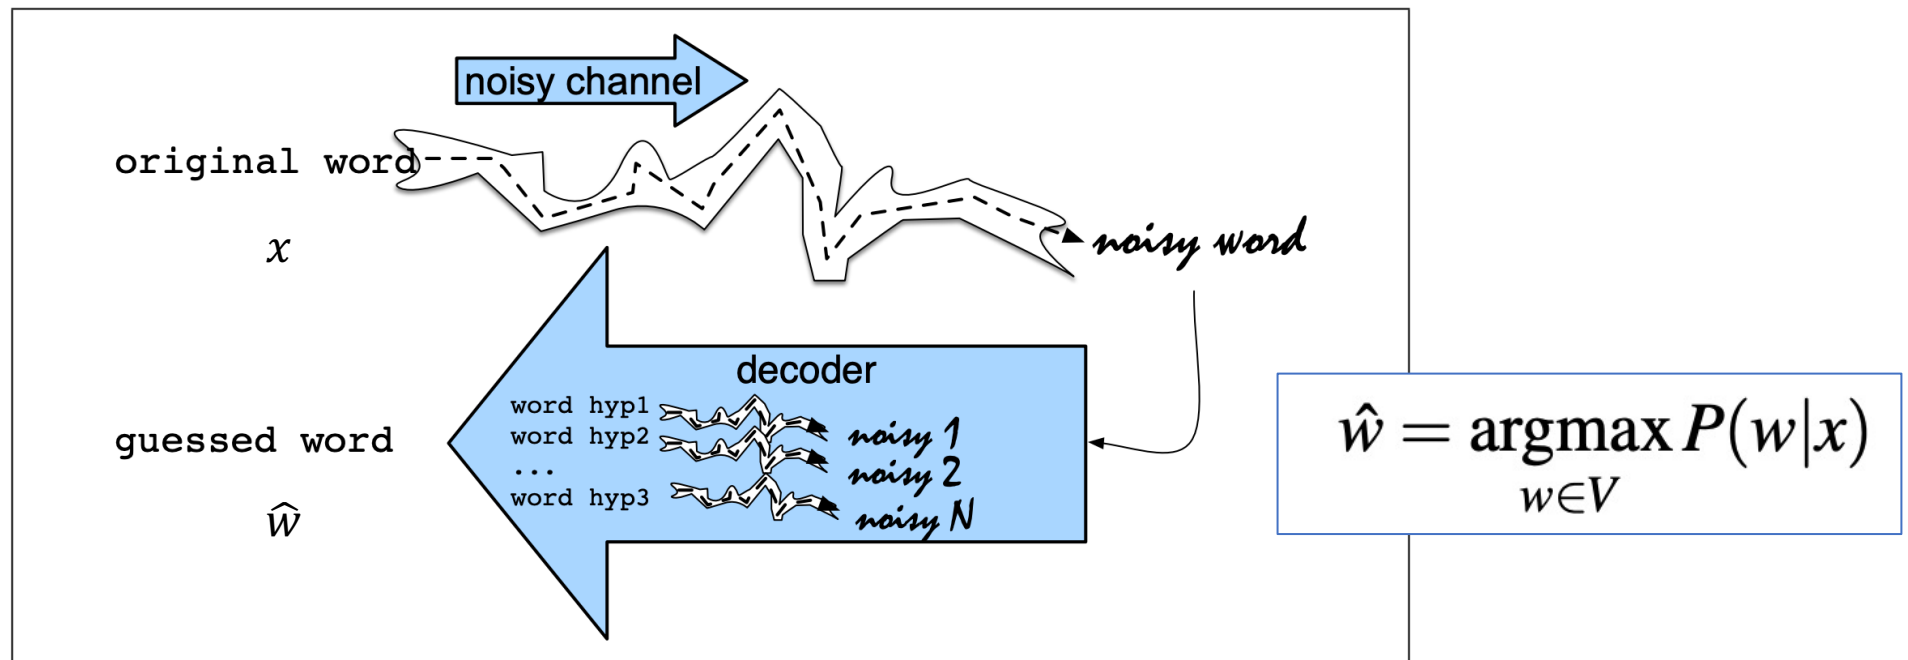 noisy channel
original word
x
noisy word
decoder
word hyp1
noisy 1
word hyp2
noisy 2
...
word hyp3
noisy N
guessed word
ŵ
ŵ = argmax P(w|x)
w∈V